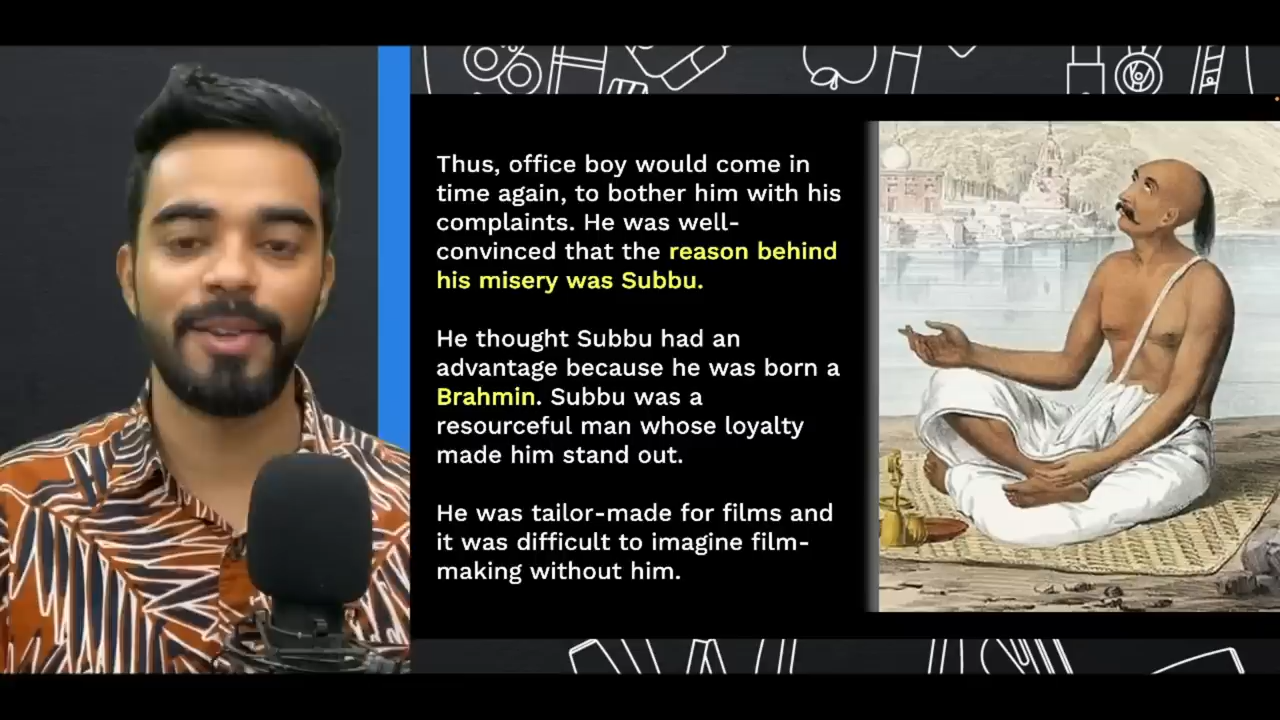 Thus, office boy would come in
time again, to bother him with his
complaints. He was well-
convinced that the reason behind
his misery was Subbu.
He thought Subbu had an
advantage because he was born a
Brahmin. Subbu was a
resourceful man whose loyalty
made him stand out.
He was tailor-made for films and
it was difficult to imagine film-
making without him.